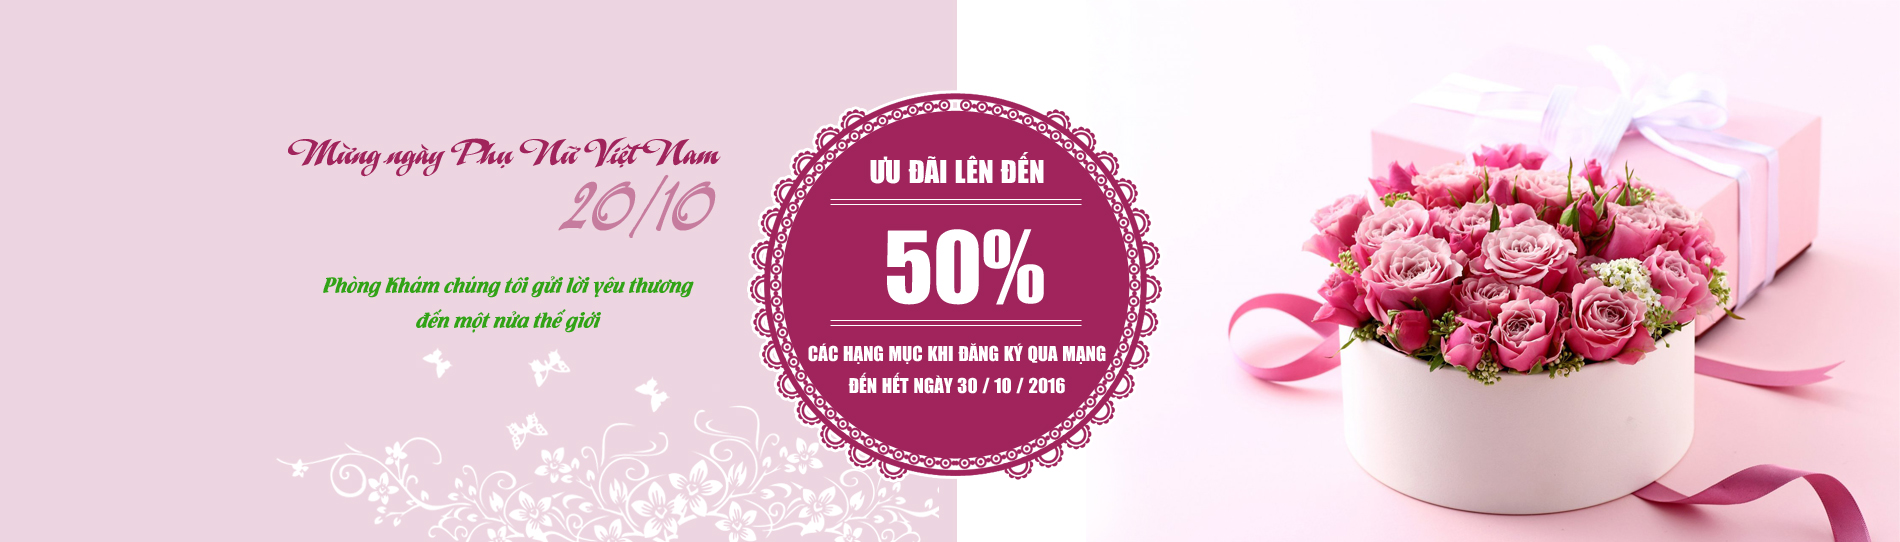 Mừng ngày Phụ Nữ Việt Nam
20/10
Phòng Khám chúng tôi gửi lời yêu thương
đến một nửa thế giới
ƯU ĐÃI LÊN ĐẾN
50%
CÁC HẠNG MỤC KHI ĐĂNG KÝ QUA MẠNG
ĐẾN HẾT NGÀY 30 / 10 / 2016